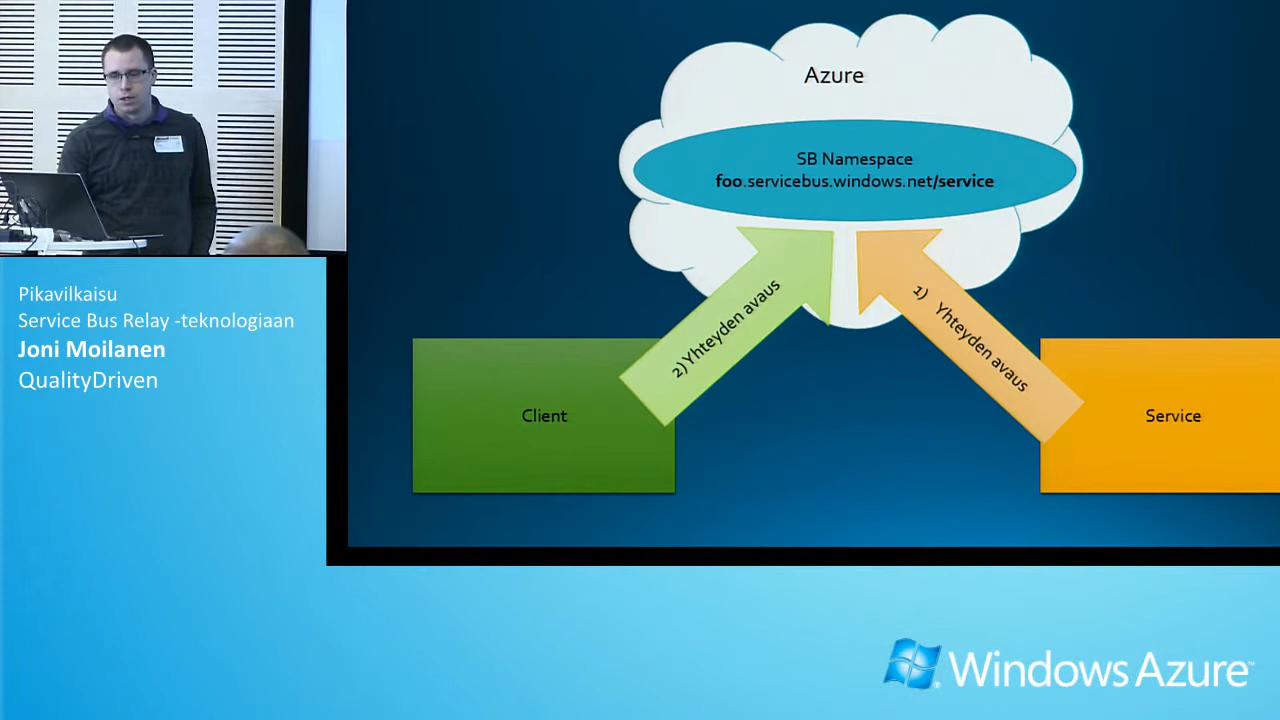 Azure
SB Namespace
foo.servicebus.windows.net/service
2) Yhteyden avaus
1) Yhteyden avaus
Client
Service
Pikavilkaisu
Service Bus Relay -teknologiaan
Joni Moilanen
QualityDriven
Windows Azure™